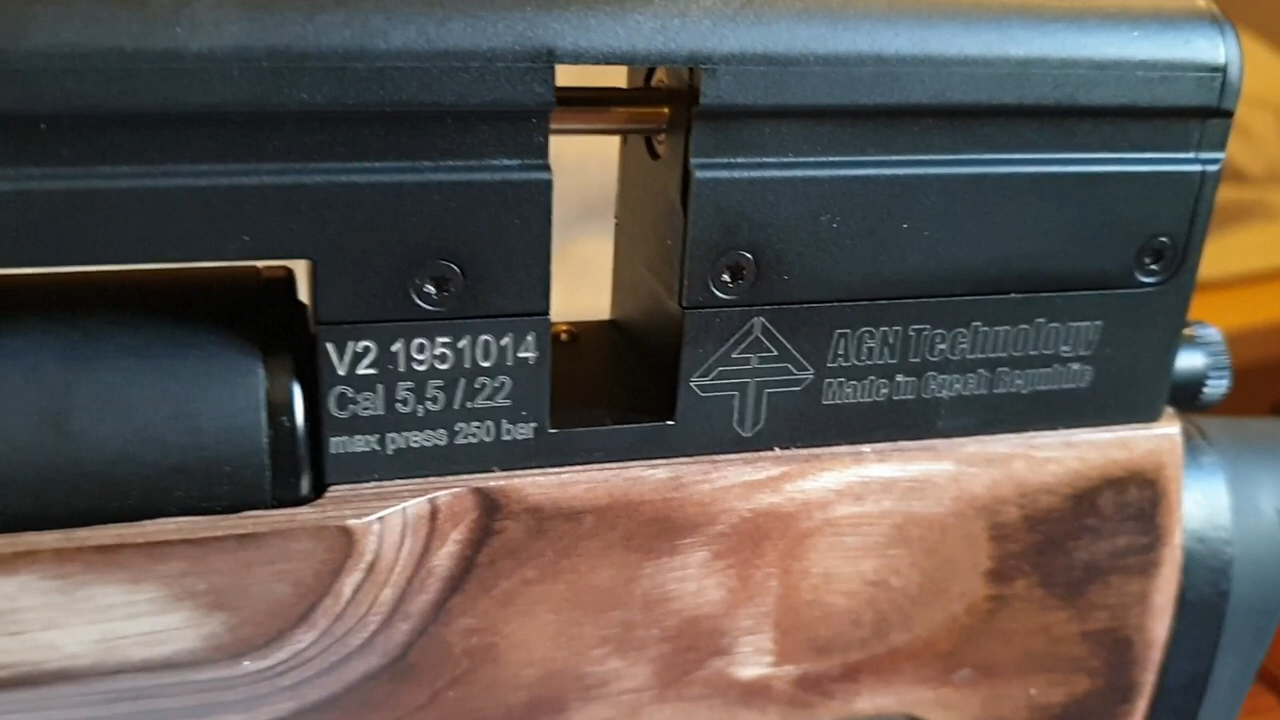 V2 1951014
Cal 5,5 /.22
max press 250 bar
AGN Technology
Made in Czech Republic